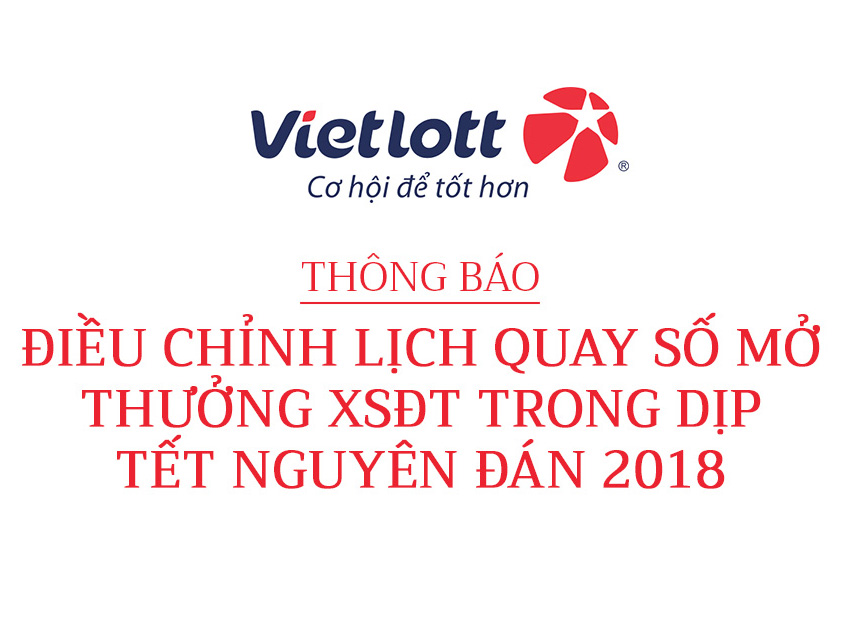 Vietlott
®
Cơ hội để tốt hơn
THÔNG BÁO
ĐIỀU CHỈNH LỊCH QUAY SỐ MỞ
THƯỞNG XSĐT TRONG DỊP
TẾT NGUYÊN ĐÁN 2018